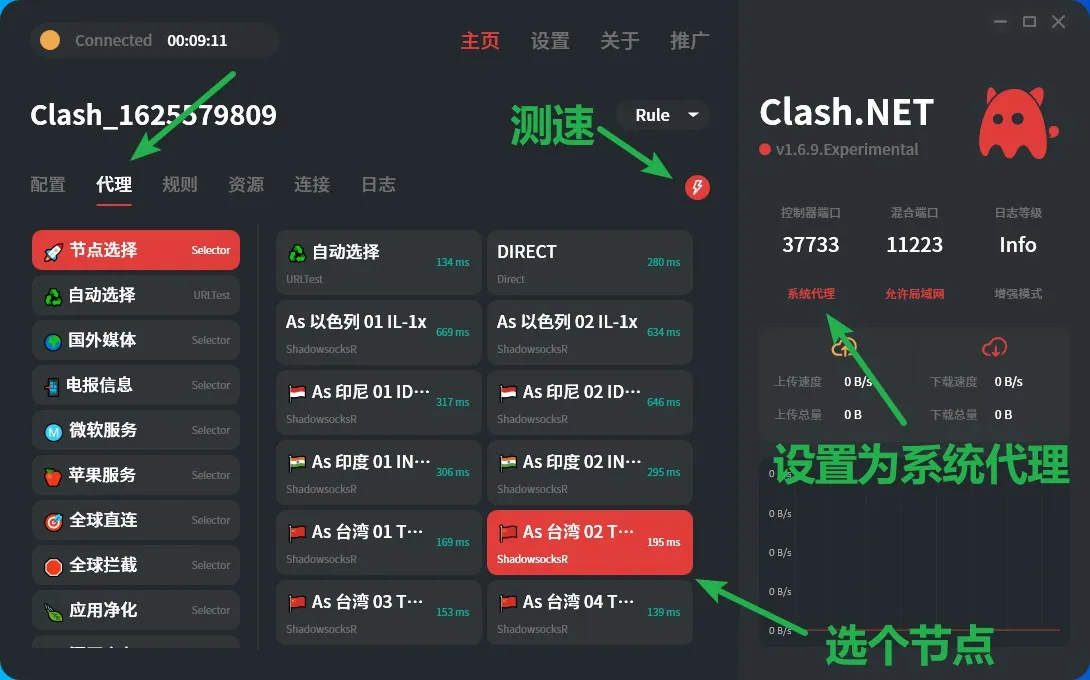 Connected 00:09:11
主页 设置 关于 推广
Clash_1625579809
测速
Rule
Clash.NET
v1.6.9.Experimental
配置 代理 规则 资源 连接 日志
控制器端口 混合端口 日志等级
37733 11223 Info
系统代理 允许局域网 增强模式
节点选择 Selector
自动选择 URLTest
国外媒体 Selector
电报信息 Selector
微软服务 Selector
苹果服务 Selector
全球直连 Selector
全球拦截 Selector
应用净化 Selector
自动选择 134 ms
URLTest
DIRECT 280 ms
Direct
As 以色列 01 IL-1x 669 ms
ShadowsocksR
As 以色列 02 IL-1x 634 ms
ShadowsocksR
As 印尼 01 ID··· 317 ms
ShadowsocksR
As 印尼 02 ID··· 646 ms
ShadowsocksR
As 印度 01 IN··· 306 ms
ShadowsocksR
As 印度 02 IN··· 295 ms
ShadowsocksR
As 台湾 01 T··· 169 ms
ShadowsocksR
As 台湾 02 T··· 195 ms
ShadowsocksR
As 台湾 03 T··· 153 ms
ShadowsocksR
As 台湾 04 T··· 139 ms
ShadowsocksR
上传速度 0 B/s 下载速度 0 B/s
上传总量 0 B 下载总量 0 B
设置为系统代理
0 B/s
0 B/s
0 B/s
0 B/s
选个节点